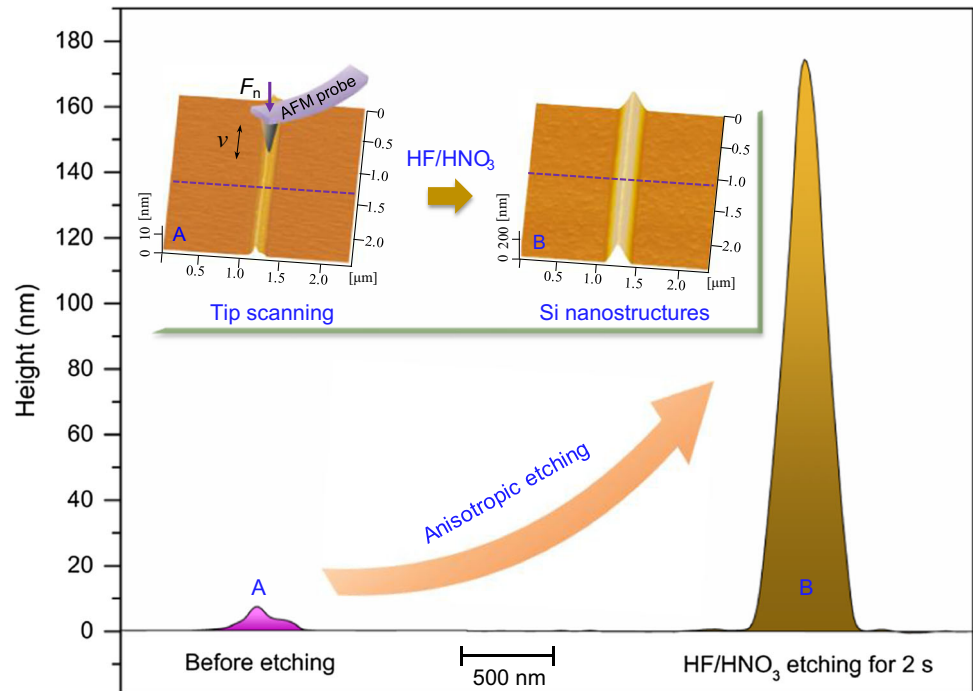 Height (nm)
180
160
140
120
100
80
60
40
20
0
Fn
AFM probe
v
A
0 10 [nm]
0.5 1.0 1.5 2.0 [μm]
0
0.5
1.0
1.5
2.0
Tip scanning
HF/HNO₃
B
0 200 [nm]
0.5 1.0 1.5 2.0 [μm]
0
0.5
1.0
1.5
2.0
Si nanostructures
Anisotropic etching
A
B
Before etching
500 nm
HF/HNO₃ etching for 2 s